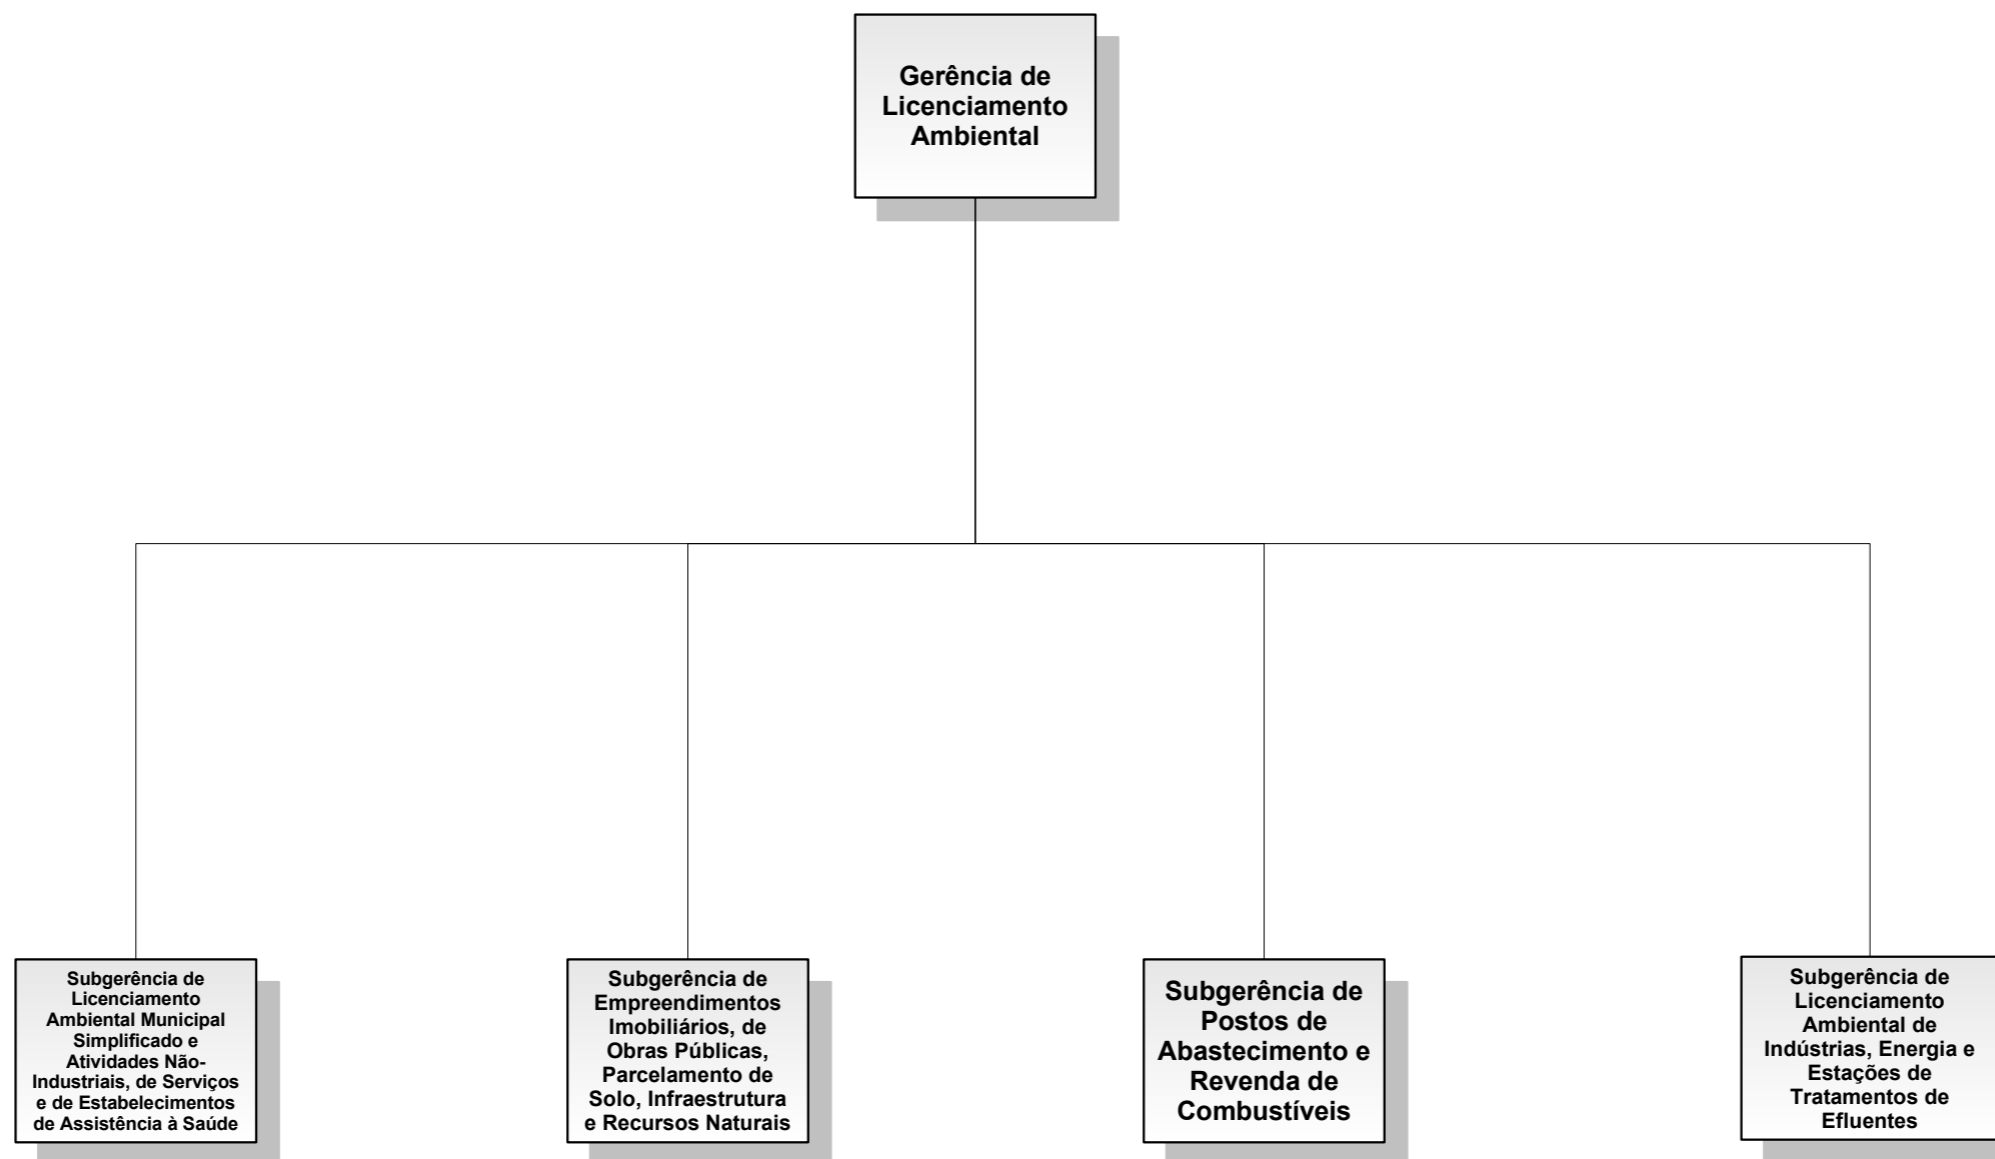 Gerência de
Licenciamento
Ambiental
Subgerência de
Licenciamento
Ambiental Municipal
Simplificado e
Atividades Não-
Industriais, de Serviços
e de Estabelecimentos
de Assistência à Saúde
Subgerência de
Empreendimentos
Imobiliários, de
Obras Públicas,
Parcelamento de
Solo, Infraestrutura
e Recursos Naturais
Subgerência de
Postos de
Abastecimento e
Revenda de
Combustíveis
Subgerência de
Licenciamento
Ambiental de
Indústrias, Energia e
Estações de
Tratamentos de
Efluentes